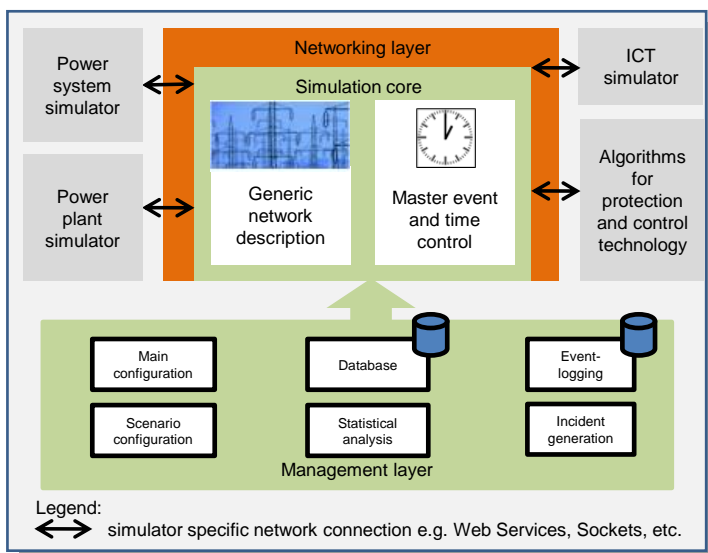 Power
system
simulator
Networking layer
ICT
simulator
Simulation core
Generic
network
description
Master event
and time
control
Power
plant
simulator
Algorithms
for
protection
and control
technology
Main
configuration
Database
Event-
logging
Scenario
configuration
Statistical
analysis
Incident
generation
Management layer
Legend:
simulator specific network connection e.g. Web Services, Sockets, etc.